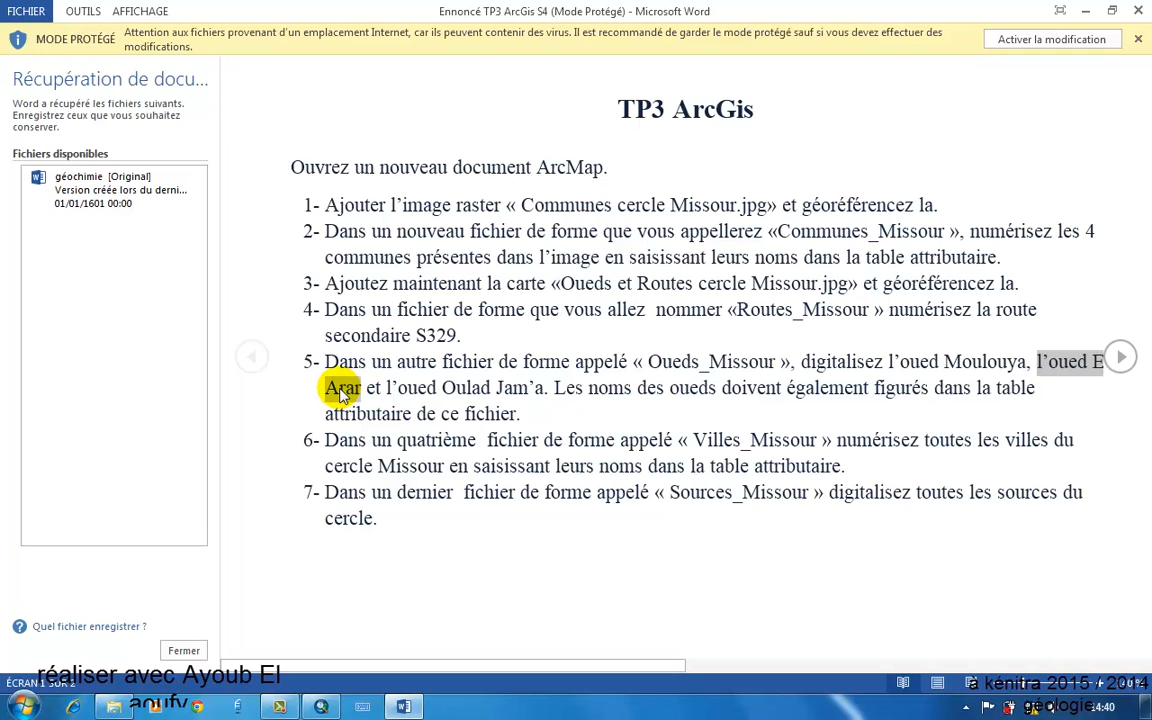 FICHIER OUTILS AFFICHAGE Ennoncé TP3 ArcGis S4 (Mode Protégé) - Microsoft Word
MODE PROTÉGÉ Attention aux fichiers provenant d'un emplacement Internet, car ils peuvent contenir des virus. Il est recommandé de garder le mode protégé sauf si vous devez effectuer des
modifications.
Activer la modification
Récupération de docu...
Word a récupéré les fichiers suivants.
Enregistrez ceux que vous souhaitez
conserver.
Fichiers disponibles
géochimie [Original]
Version créée lors du derni...
01/01/1601 00:00
Quel fichier enregistrer ?
Fermer
TP3 ArcGis
Ouvrez un nouveau document ArcMap.
1- Ajouter l'image raster « Communes cercle Missour.jpg» et géoréférencez la.
2- Dans un nouveau fichier de forme que vous appellerez «Communes_Missour », numérisez les 4
communes présentes dans l'image en saisissant leurs noms dans la table attributaire.
3- Ajoutez maintenant la carte «Oueds et Routes cercle Missour.jpg» et géoréférencez la.
4- Dans un fichier de forme que vous allez nommer «Routes_Missour » numérisez la route
secondaire S329.
5- Dans un autre fichier de forme appelé « Oueds_Missour », digitalisez l'oued Moulouya, l'oued E
Arar et l'oued Oulad Jam'a. Les noms des oueds doivent également figurés dans la table
attributaire de ce fichier.
6- Dans un quatrième fichier de forme appelé « Villes_Missour » numérisez toutes les villes du
cercle Missour en saisissant leurs noms dans la table attributaire.
7- Dans un dernier fichier de forme appelé « Sources_Missour » digitalisez toutes les sources du
cercle.
réaliser avec Ayoub El
ÉCRAN 1 SUR 2
a kénitra 2015 - 2014
géologie
14:40